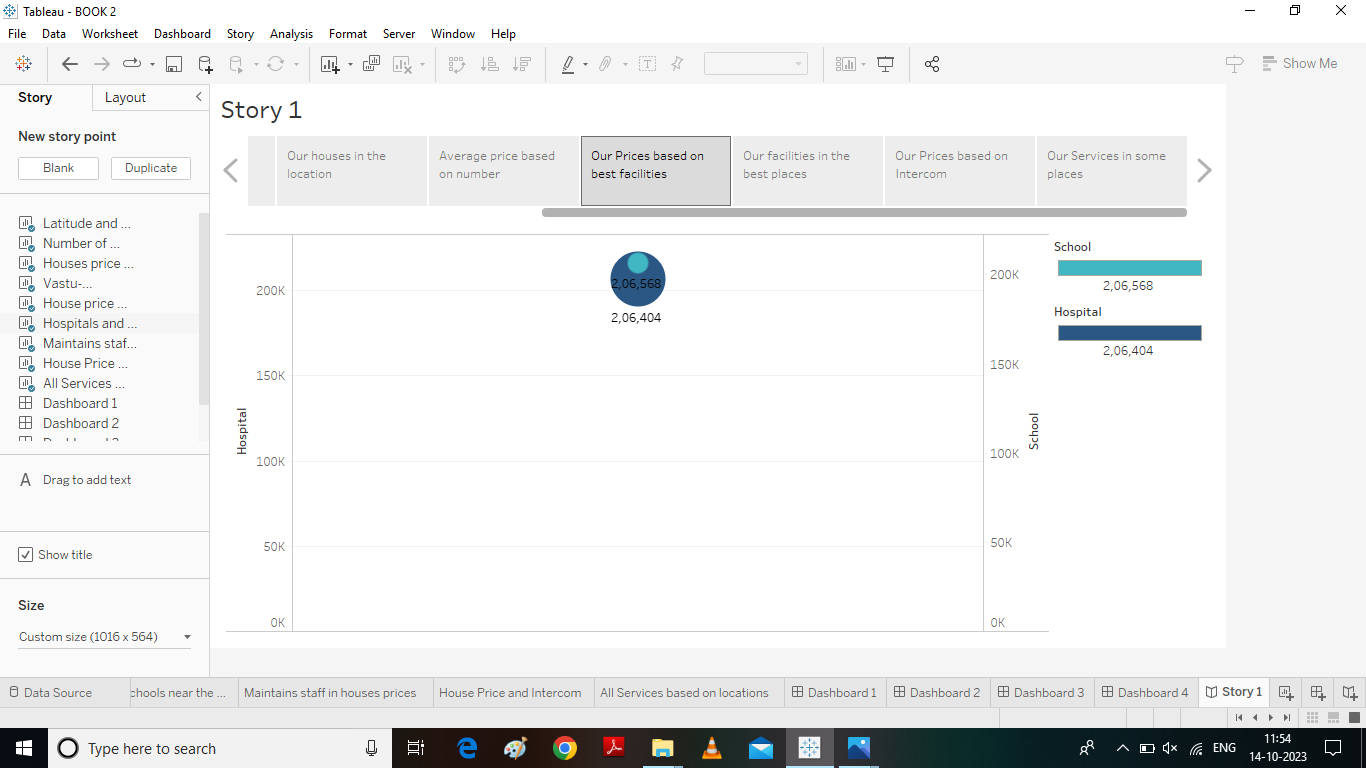 Tableau - BOOK 2
File Data Worksheet Dashboard Story Analysis Format Server Window Help
Show Me
Story Layout
New story point
Blank Duplicate
Latitude and ...
Number of ...
Houses price ...
Vastu-...
House price ...
Hospitals and ...
Maintains staf...
House Price ...
All Services ...
Dashboard 1
Dashboard 2
A Drag to add text
Show title
Size
Custom size (1016 x 564)
Story 1
Our houses in the
location
Average price based
on number
Our Prices based on
best facilities
Our facilities in the
best places
Our Prices based on
Intercom
Our Services in some
places
2,06,568
2,06,404
Hospital
200K
150K
100K
50K
0K
School
200K
150K
100K
50K
0K
School
2,06,568
Hospital
2,06,404
Data Source chools near the ... Maintains staff in houses prices House Price and Intercom All Services based on locations Dashboard 1 Dashboard 2 Dashboard 3 Dashboard 4 Story 1
Type here to search
ENG
11:54
14-10-2023